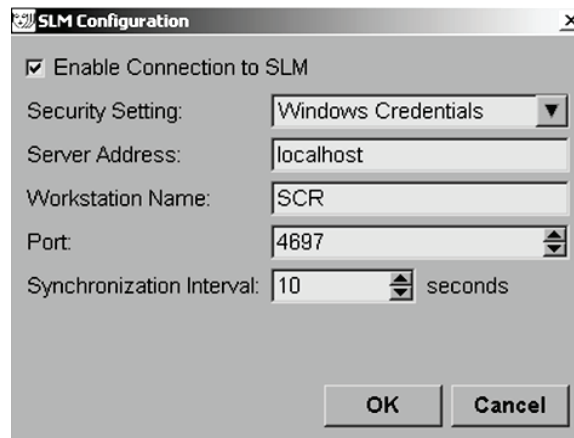 SLM Configuration
Enable Connection to SLM
Security Setting: Windows Credentials
Server Address: localhost
Workstation Name: SCR
Port: 4697
Synchronization Interval: 10 seconds
OK Cancel